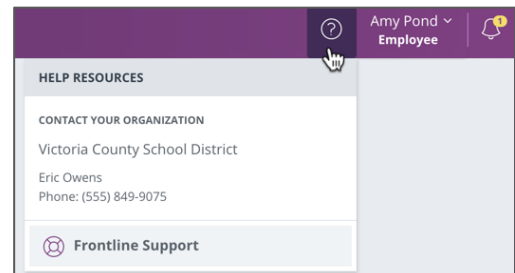 ?
Amy Pond
Employee
1
HELP RESOURCES
CONTACT YOUR ORGANIZATION
Victoria County School District
Eric Owens
Phone: (555) 849-9075
Frontline Support